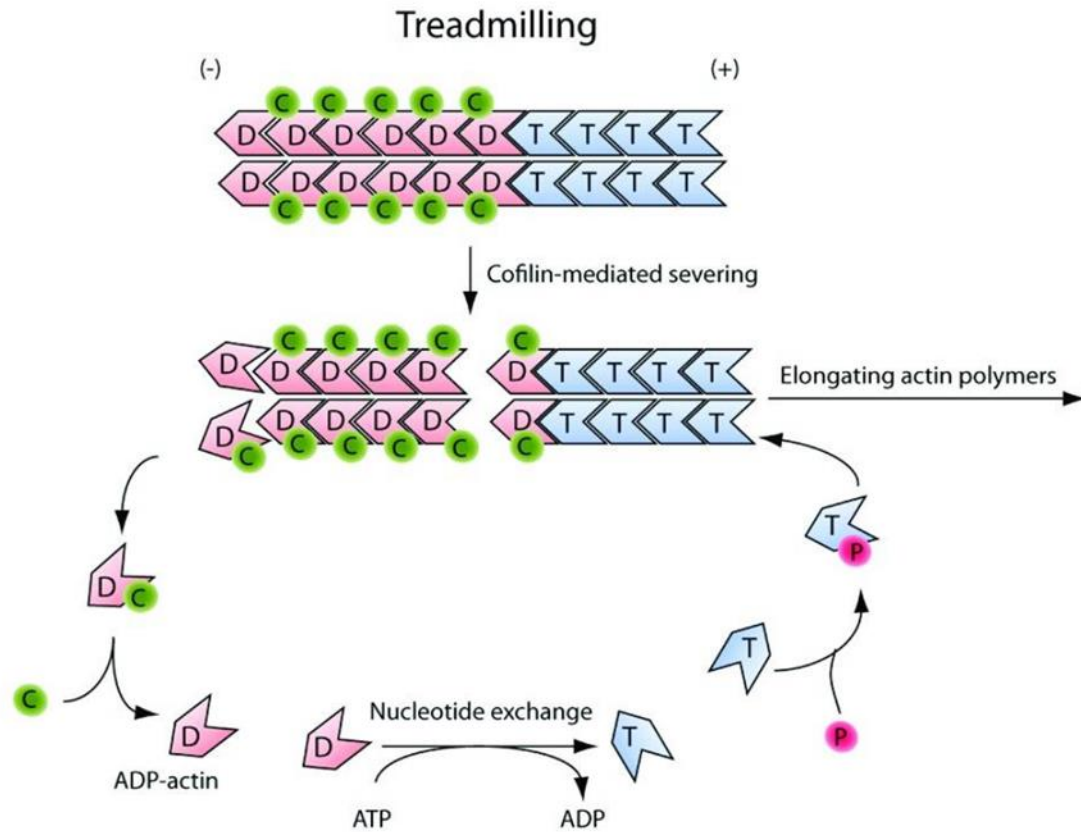 Treadmilling
(-) (+)
C C C C C
D D D D D D T T T T
D D D D D D T T T T
C C C C C
Cofilin-mediated severing
C C C C C
D D D D D D T T T T
Elongating actin polymers
D D D D D D T T T T
C C C C C C
T
P
D C
T
C
D
Nucleotide exchange
D T
P
ADP-actin
ATP ADP